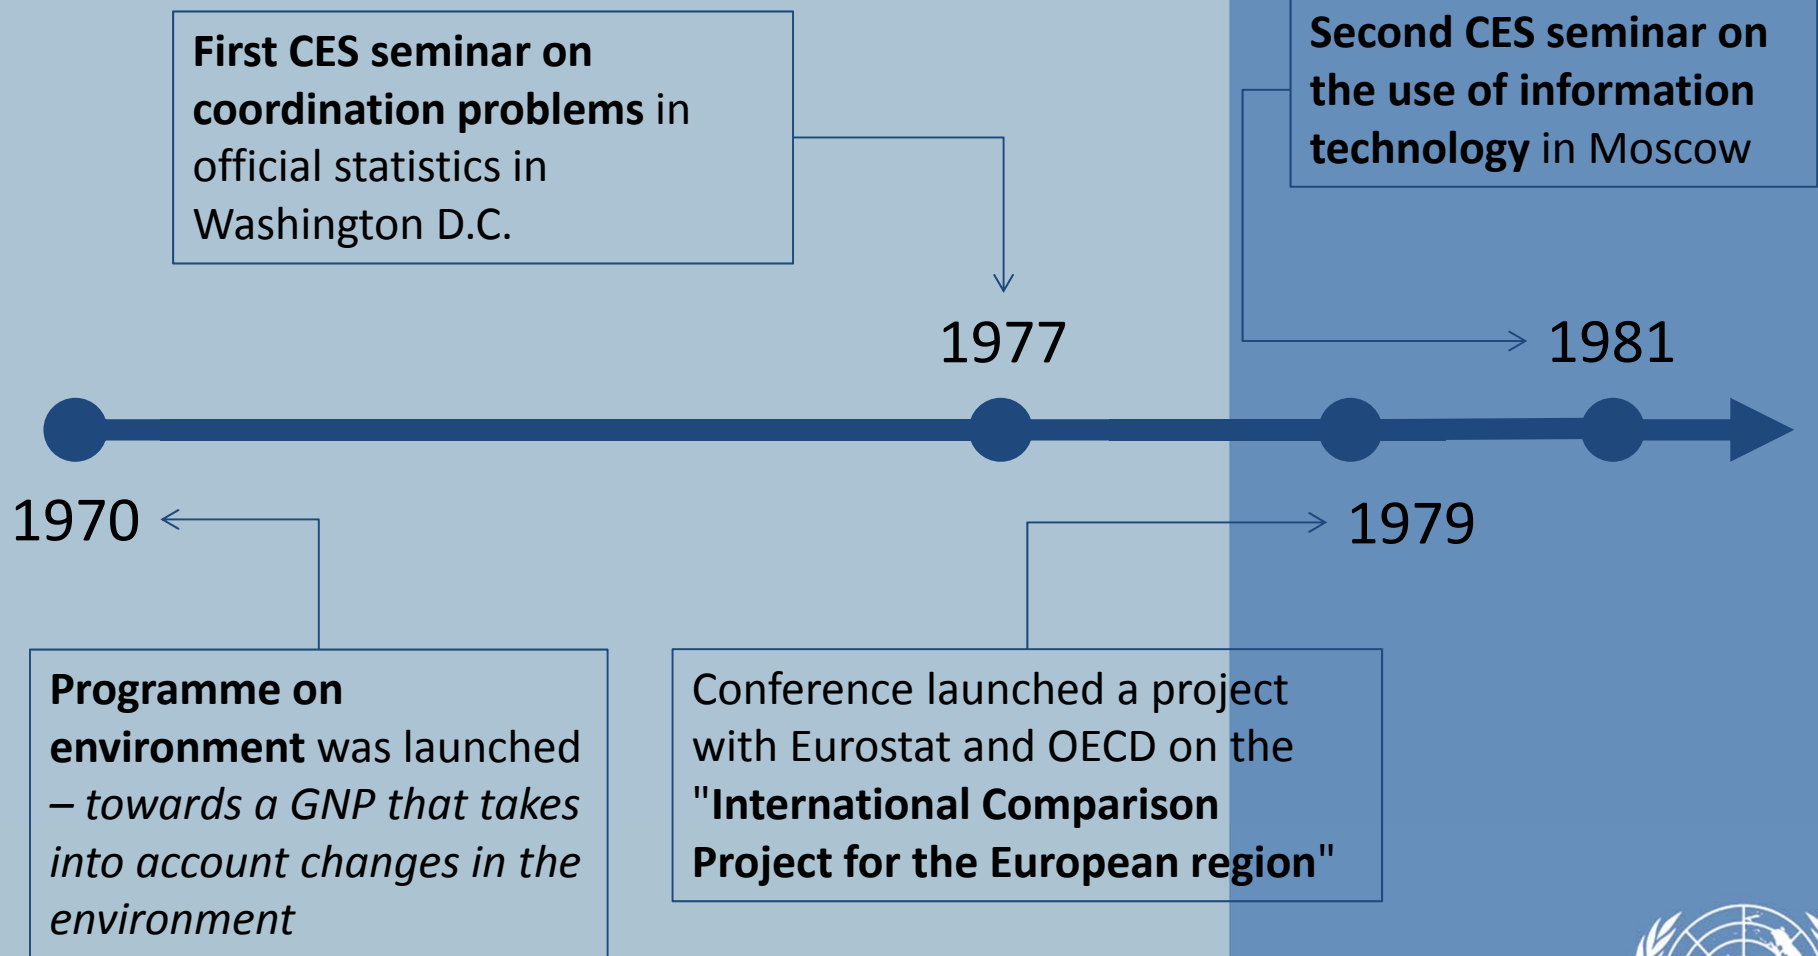 First CES seminar on
coordination problems in
official statistics in
Washington D.C.
Second CES seminar on
the use of information
technology in Moscow
1977
1981
1970
1979
Programme on
environment was launched
– towards a GNP that takes
into account changes in the
environment
Conference launched a project
with Eurostat and OECD on the
"International Comparison
Project for the European region"